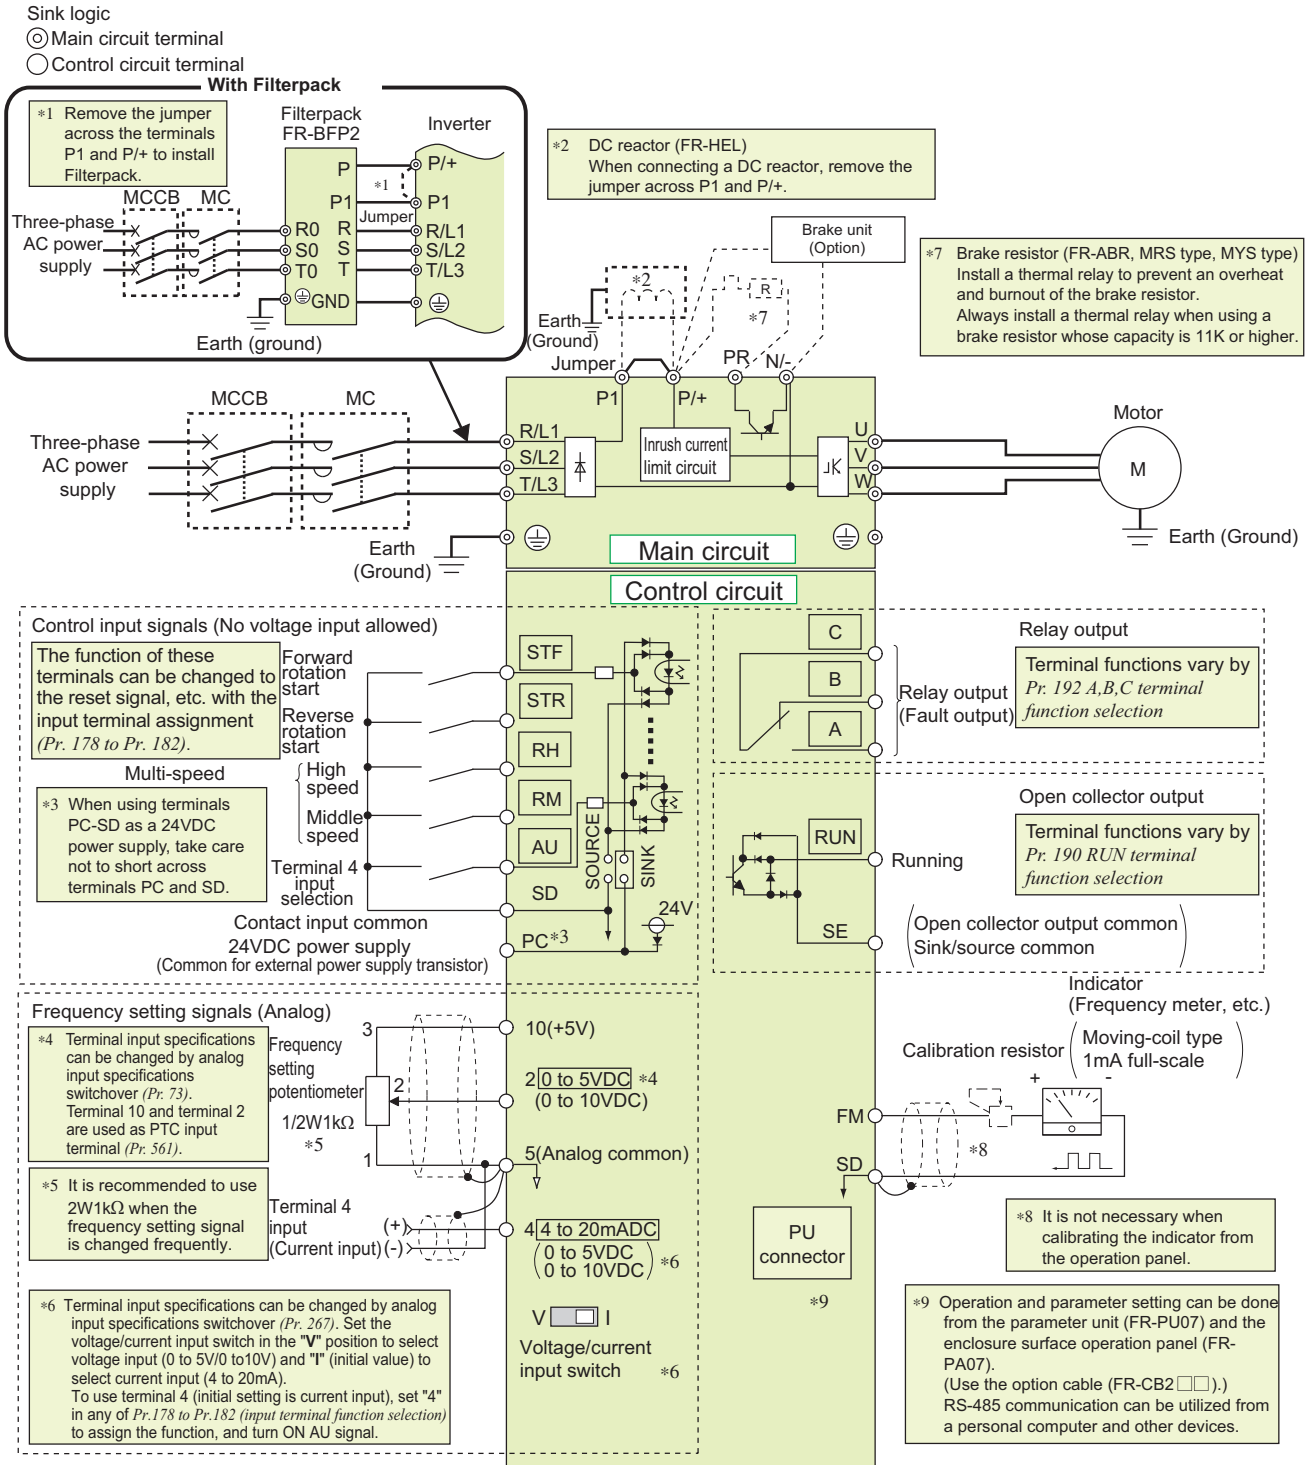 Sink logic
Main circuit terminal
Control circuit terminal
With Filterpack
*1 Remove the jumper
across the terminals
P1 and P/+ to install
Filterpack.
Filterpack
FR-BFP2
Inverter
P
P/+
*1
P1
P1
Jumper
MCCB MC
Three-phase
AC power
supply
R0 R R/L1
S0 S S/L2
T0 T T/L3
GND
Earth (ground)
*2 DC reactor (FR-HEL)
When connecting a DC reactor, remove the
jumper across P1 and P/+.
Brake unit
(Option)
*7 Brake resistor (FR-ABR, MRS type, MYS type)
Install a thermal relay to prevent an overheat
and burnout of the brake resistor.
Always install a thermal relay when using a
brake resistor whose capacity is 11K or higher.
*2
R
*7
Earth
(Ground)
Jumper
PR N/-
P1 P/+
MCCB MC
Three-phase
AC power
supply
R/L1
S/L2
T/L3
Inrush current
limit circuit
U
V
W
Motor
M
Earth
(Ground)
Earth (Ground)
Main circuit
Control circuit
Control input signals (No voltage input allowed)
The function of these
terminals can be changed to
the reset signal, etc. with the
input terminal assignment
(Pr. 178 to Pr. 182).
Forward
rotation
start
Reverse
rotation
start
Multi-speed
High
speed
Middle
speed
*3 When using terminals
PC-SD as a 24VDC
power supply, take care
not to short across
terminals PC and SD.
Terminal 4
input
selection
Contact input common
24VDC power supply
(Common for external power supply transistor)
STF
STR
RH
RM
AU
SD
PC*3
SOURCE
SINK
24V
C
B
A
Relay output
Relay output
(Fault output)
Terminal functions vary by
Pr. 192 A,B,C terminal
function selection
Open collector output
RUN
Running
Terminal functions vary by
Pr. 190 RUN terminal
function selection
SE
Open collector output common
Sink/source common
Frequency setting signals (Analog)
*4 Terminal input specifications
can be changed by analog
input specifications
switchover (Pr. 73).
Terminal 10 and terminal 2
are used as PTC input
terminal (Pr. 561).
Frequency
setting
potentiometer
1/2W1kΩ
*5
3
2
1
10(+5V)
2 0 to 5VDC *4
(0 to 10VDC)
5(Analog common)
*5 It is recommended to use
2W1kΩ when the
frequency setting signal
is changed frequently.
Terminal 4
input
(Current input)
(+)
(-)
4 4 to 20mADC
0 to 5VDC
0 to 10VDC
*6
V I
Voltage/current
input switch *6
*6 Terminal input specifications can be changed by analog
input specifications switchover (Pr. 267). Set the
voltage/current input switch in the "V" position to select
voltage input (0 to 5V/0 to10V) and "I" (initial value) to
select current input (4 to 20mA).
To use terminal 4 (initial setting is current input), set "4"
in any of Pr.178 to Pr.182 (input terminal function selection)
to assign the function, and turn ON AU signal.
Indicator
(Frequency meter, etc.)
Calibration resistor
Moving-coil type
1mA full-scale
+ -
FM
*8
SD
PU
connector
*9
*8 It is not necessary when
calibrating the indicator from
the operation panel.
*9 Operation and parameter setting can be done
from the parameter unit (FR-PU07) and the
enclosure surface operation panel (FR-
PA07).
(Use the option cable (FR-CB2□□).)
RS-485 communication can be utilized from
a personal computer and other devices.